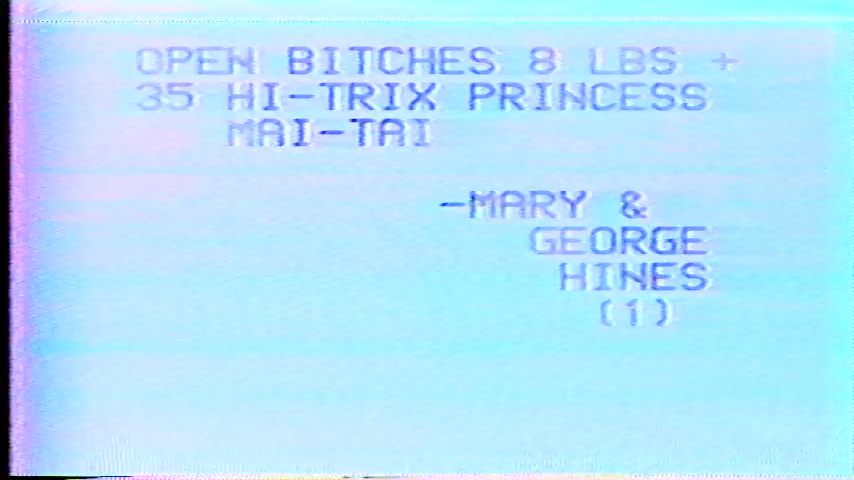 OPEN BITCHES 8 LBS +
35 HI-TRIX PRINCESS
MAI-TAI
-MARY &
GEORGE
HINES
(1)